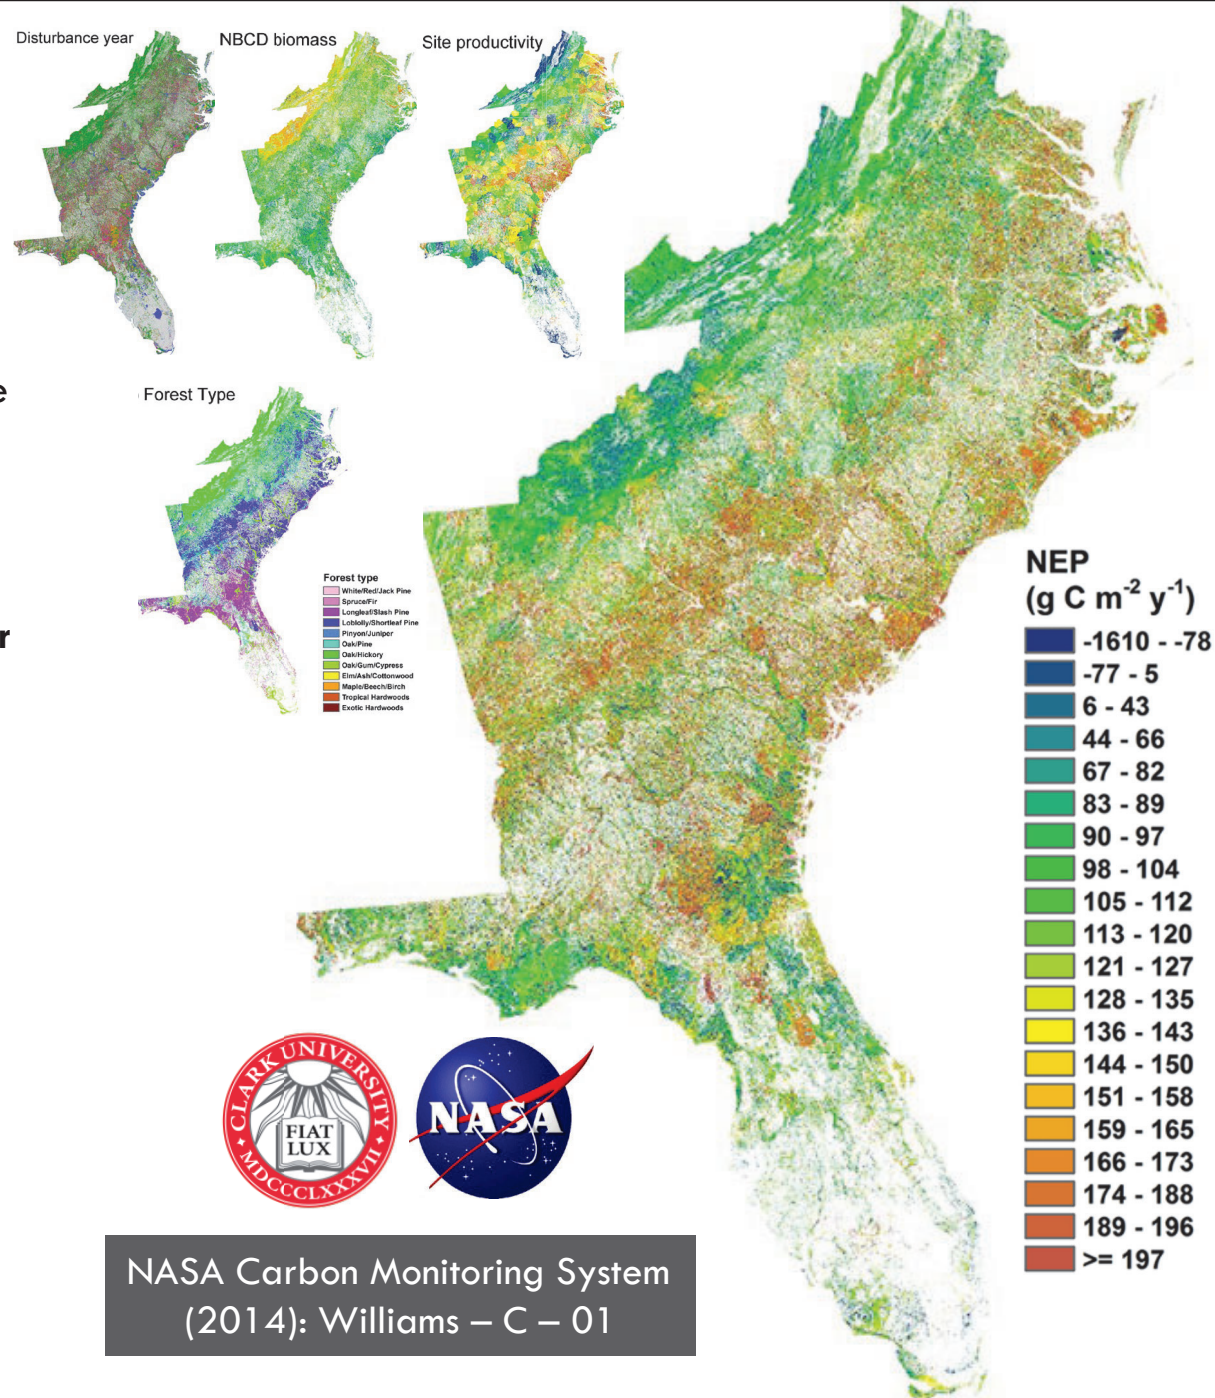 Disturbance year
NBCD biomass
Site productivity
e
Forest Type
r
Forest type
White/Red/Jack Pine
Spruce/Fir
Longleaf/Slash Pine
Loblolly/Shortleaf Pine
Pinyon/Juniper
Oak/Pine
Oak/Hickory
Oak/Gum/Cypress
Elm/Ash/Cottonwood
Maple/Beech/Birch
Tropical Hardwoods
Exotic Hardwoods
NEP
(g C m⁻² y⁻¹)
-1610 - -78
-77 - 5
6 - 43
44 - 66
67 - 82
83 - 89
90 - 97
98 - 104
105 - 112
113 - 120
121 - 127
128 - 135
136 - 143
144 - 150
151 - 158
159 - 165
166 - 173
174 - 188
189 - 196
>= 197
CLARK UNIVERSITY
FIAT
LUX
MDCCCLXXXVII
NASA
NASA Carbon Monitoring System
(2014): Williams – C – 01